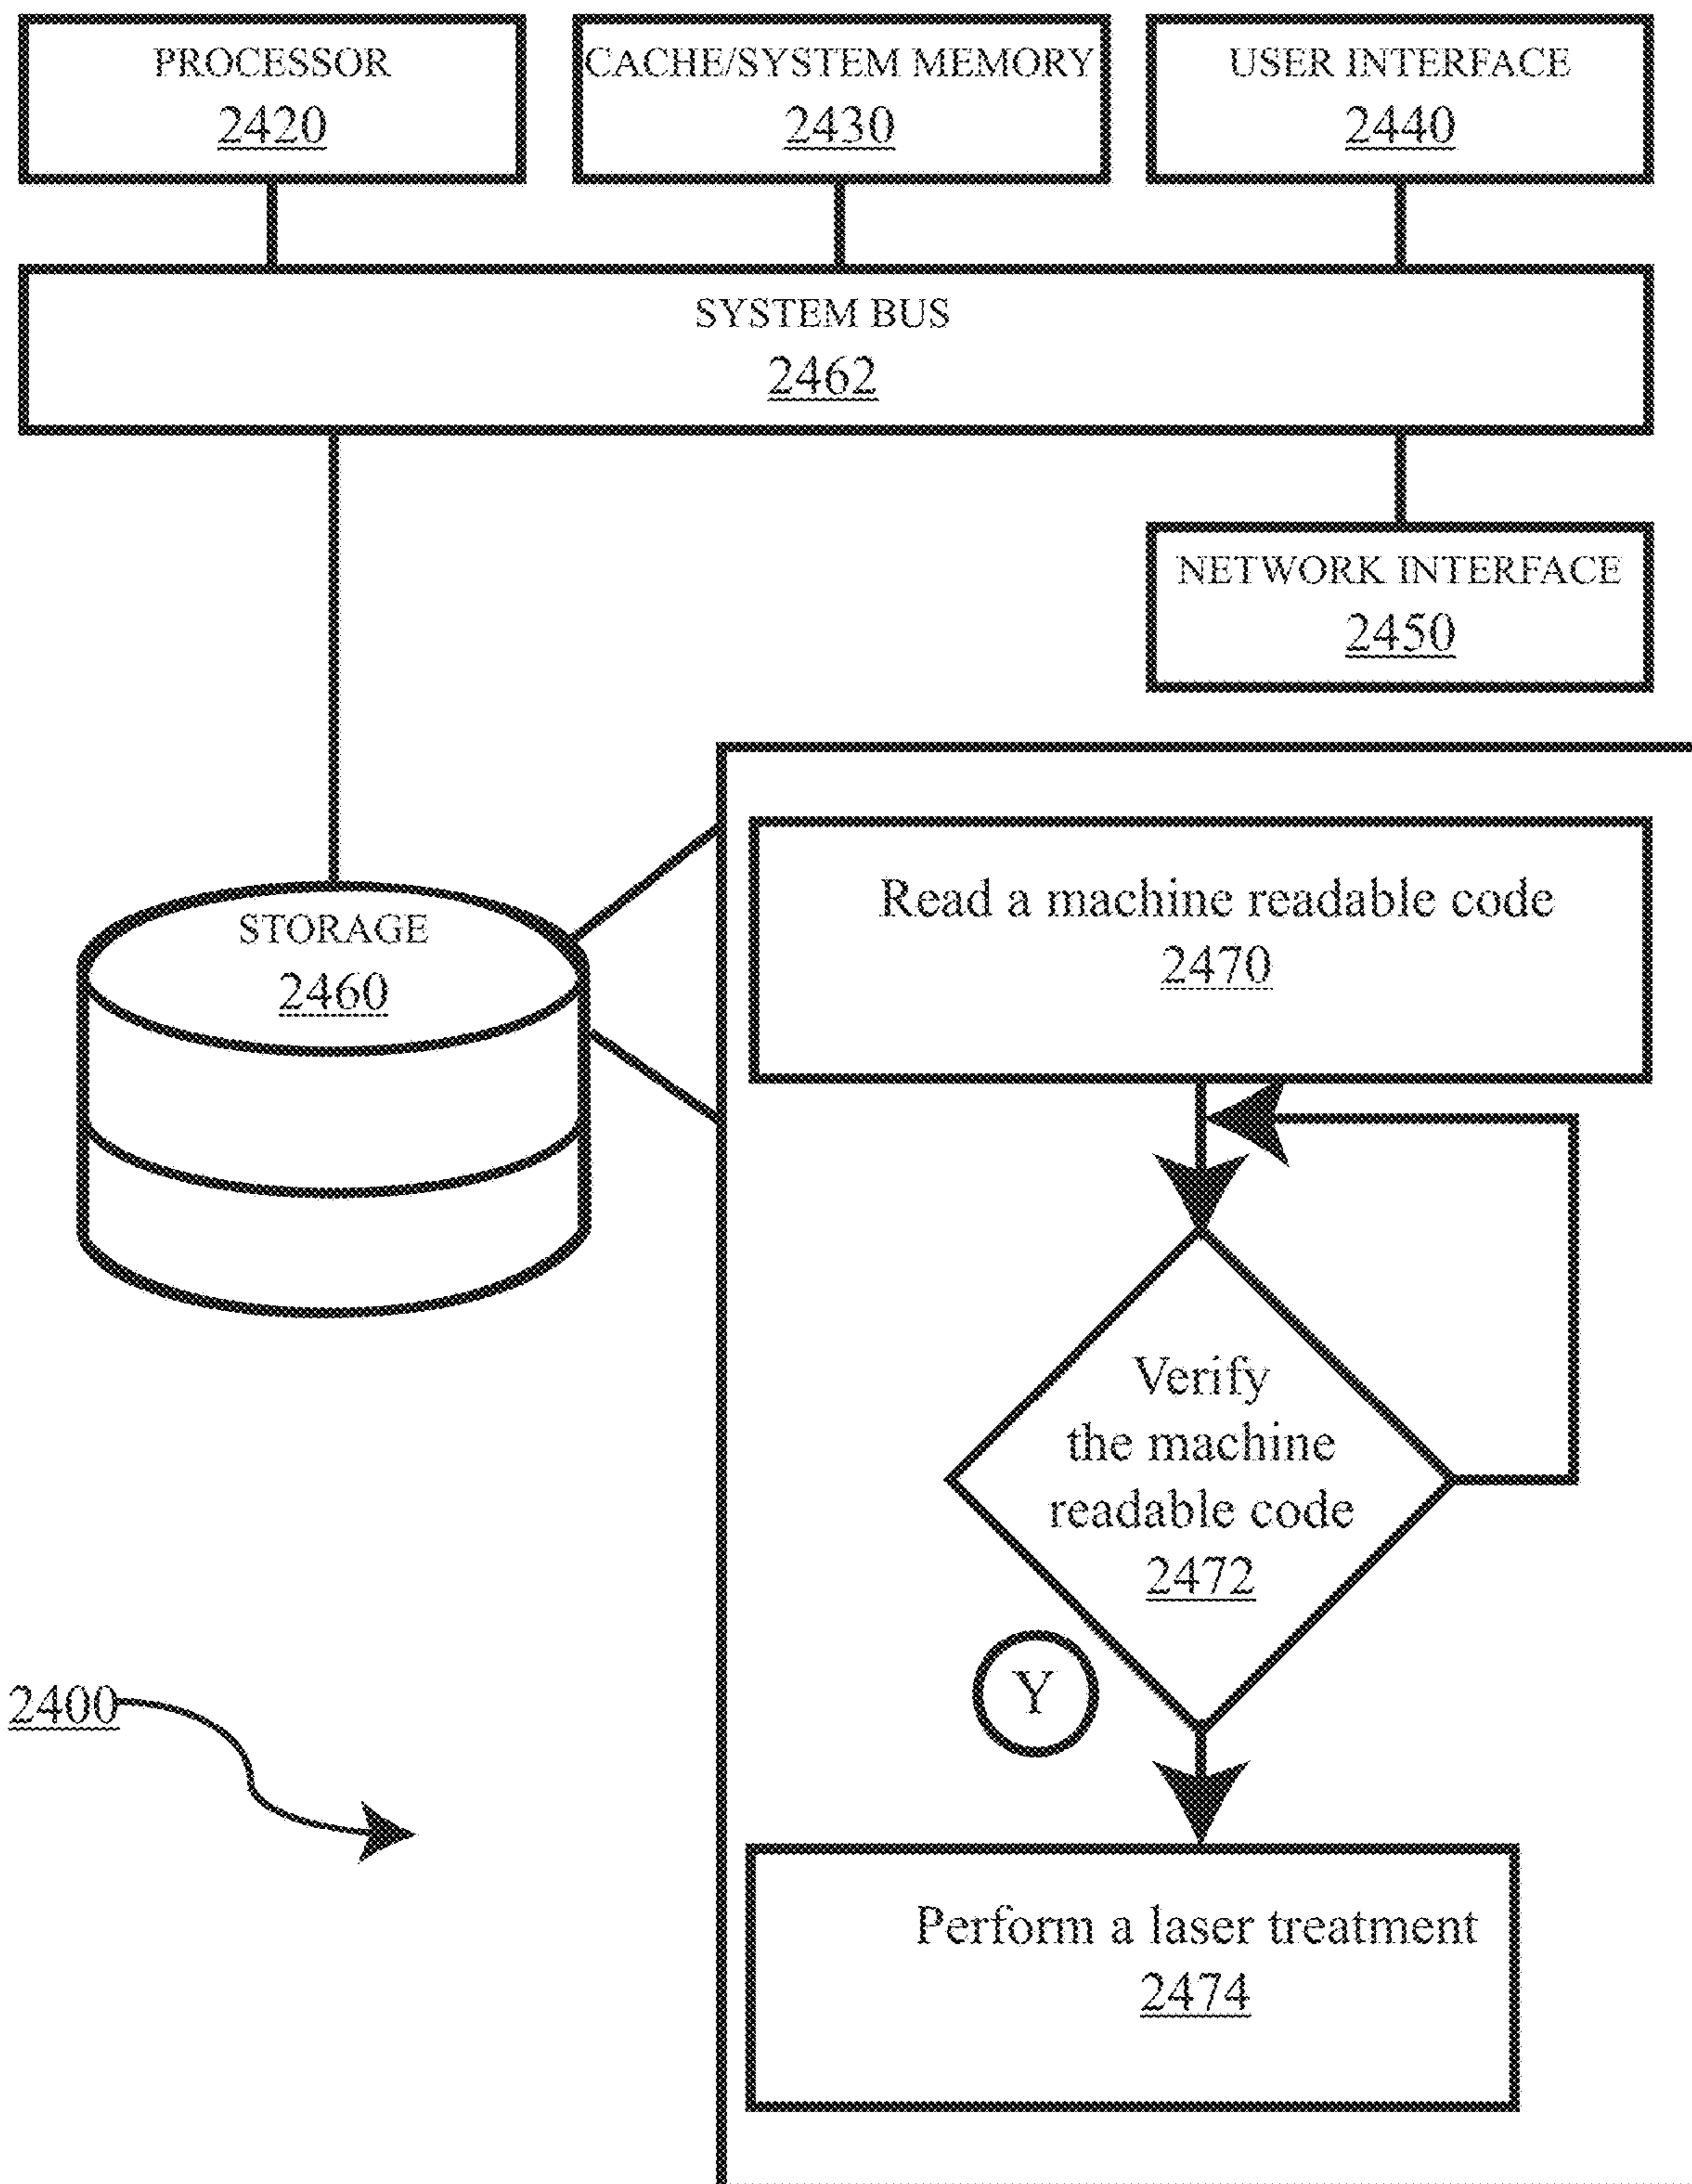 PROCESSOR
2420
CACHE/SYSTEM MEMORY
2430
USER INTERFACE
2440
SYSTEM BUS
2462
NETWORK INTERFACE
2450
STORAGE
2460
Read a machine readable code
2470
Verify
the machine
readable code
2472
Y
2400
Perform a laser treatment
2474